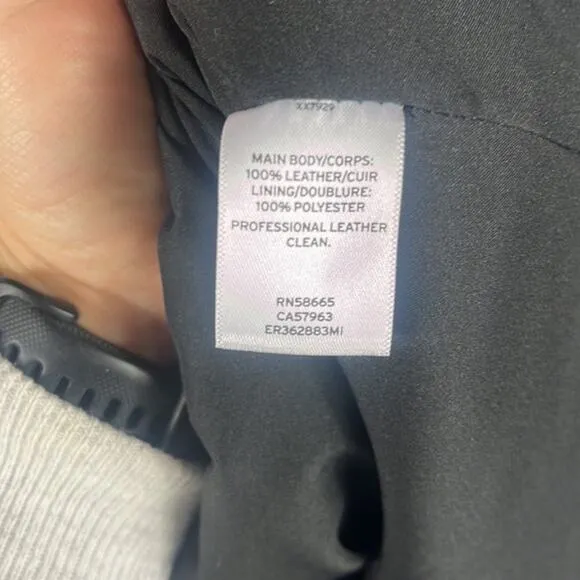 XX7929
MAIN BODY/CORPS:
100% LEATHER/CUIR
LINING/DOUBLURE:
100% POLYESTER
PROFESSIONAL LEATHER
CLEAN.
RN58665
CA57963
ER362883Mi